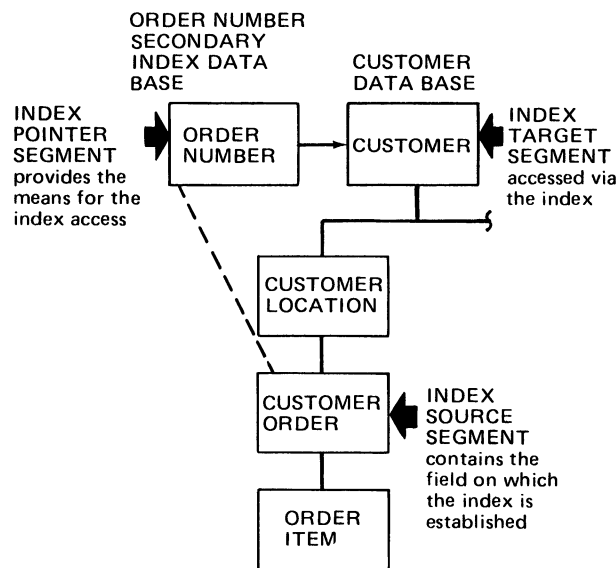 ORDER NUMBER
SECONDARY
INDEX DATA
BASE
CUSTOMER
DATA BASE
INDEX
POINTER
SEGMENT
provides the
means for the
index access
ORDER
NUMBER
CUSTOMER
INDEX
TARGET
SEGMENT
accessed via
the index
CUSTOMER
LOCATION
CUSTOMER
ORDER
INDEX
SOURCE
SEGMENT
contains the
field on which
the index is
established
ORDER
ITEM